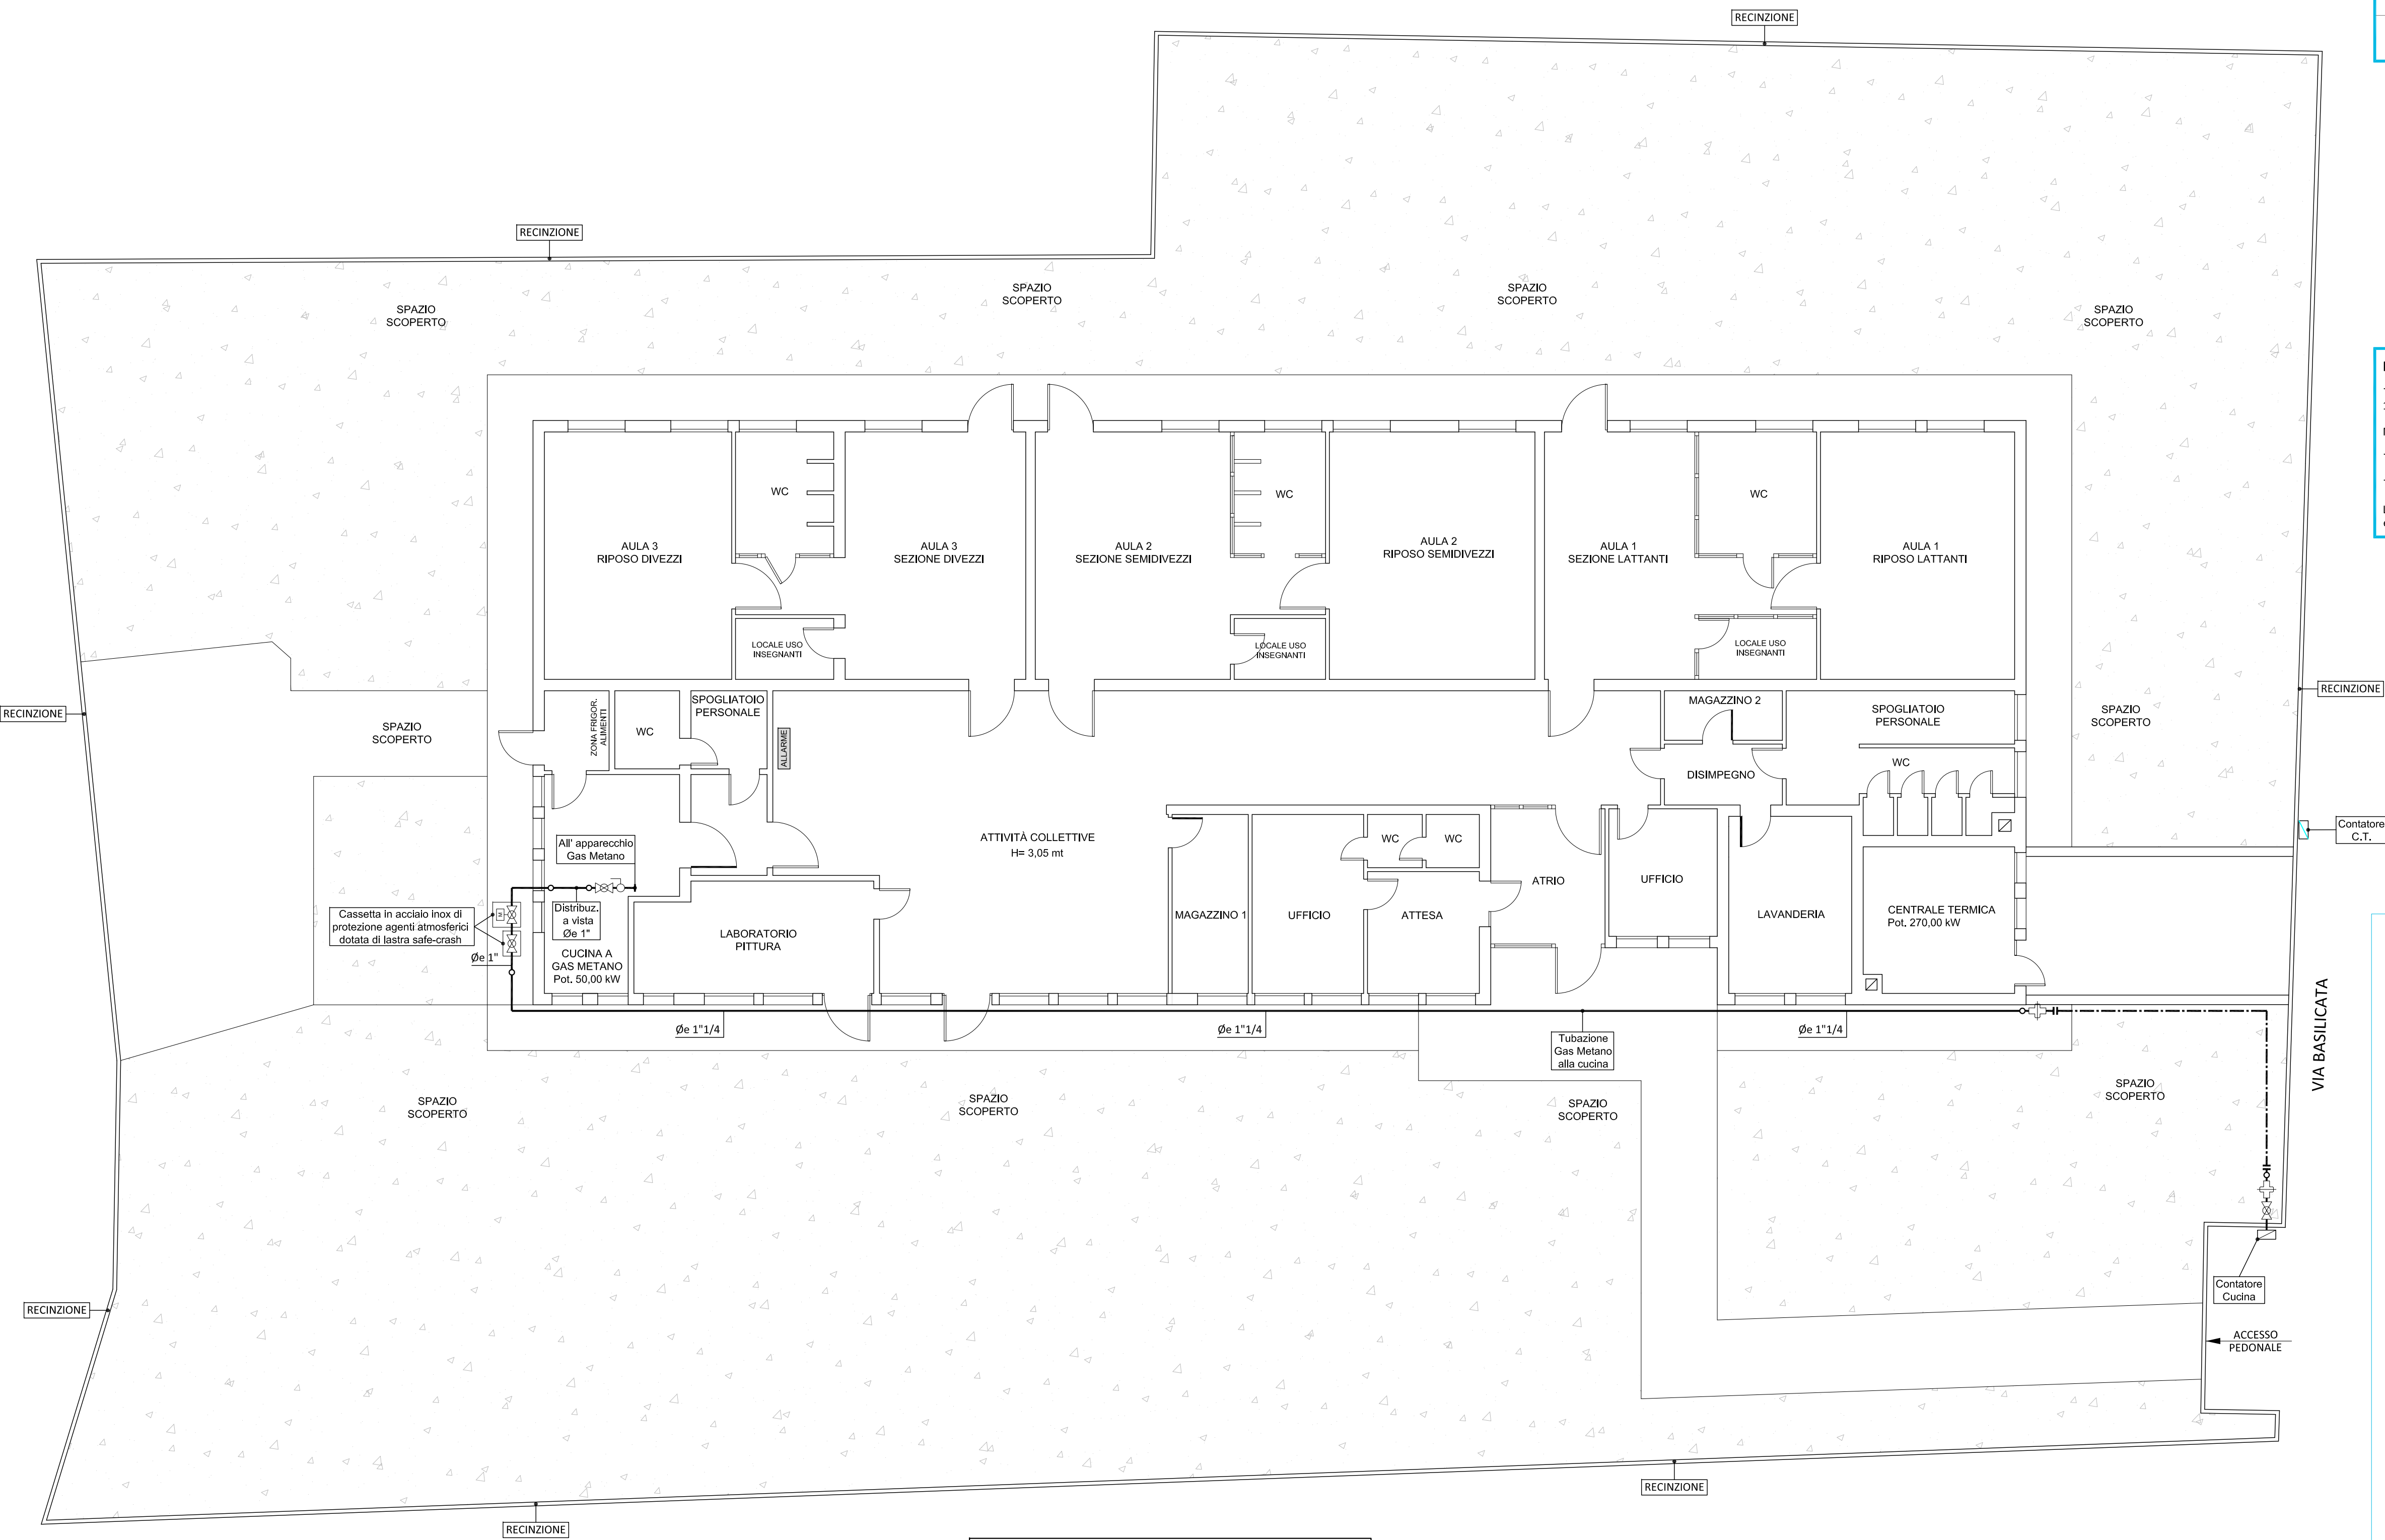 RECINZIONE
RECINZIONE
SPAZIO
SCOPERTO
SPAZIO
SCOPERTO
SPAZIO
SCOPERTO
SPAZIO
SCOPERTO
WC
WC
WC
AULA 3
RIPOSO DIVEZZI
AULA 3
SEZIONE DIVEZZI
AULA 2
SEZIONE SEMIDIVEZZI
AULA 2
RIPOSO SEMIDIVEZZI
AULA 1
SEZIONE LATTANTI
AULA 1
RIPOSO LATTANTI
LOCALE USO
INSEGNANTI
LOCALE USO
INSEGNANTI
LOCALE USO
INSEGNANTI
RECINZIONE
RECINZIONE
SPAZIO
SCOPERTO
ZONA FRIGOR.
ALIMENTI
WC
SPOGLIATOIO
PERSONALE
ALLARME
MAGAZZINO 2
SPOGLIATOIO
PERSONALE
SPAZIO
SCOPERTO
DISIMPEGNO
WC
Contatore
C.T.
All' apparecchio
Gas Metano
ATTIVITÀ COLLETTIVE
H= 3,05 mt
WC
WC
ATRIO
UFFICIO
Cassetta in acciaio inox di
protezione agenti atmosferici
dotata di lastra safe-crash
Distribuz.
a vista
Øe 1"
Øe 1"
CUCINA A
GAS METANO
Pot. 50,00 kW
LABORATORIO
PITTURA
MAGAZZINO 1
UFFICIO
ATTESA
LAVANDERIA
CENTRALE TERMICA
Pot. 270,00 kW
M
Øe 1"1/4
Øe 1"1/4
Tubazione
Gas Metano
alla cucina
Øe 1"1/4
VIA BASILICATA
SPAZIO
SCOPERTO
SPAZIO
SCOPERTO
SPAZIO
SCOPERTO
SPAZIO
SCOPERTO
Contatore
Cucina
RECINZIONE
ACCESSO
PEDONALE
RECINZIONE
RECINZIONE